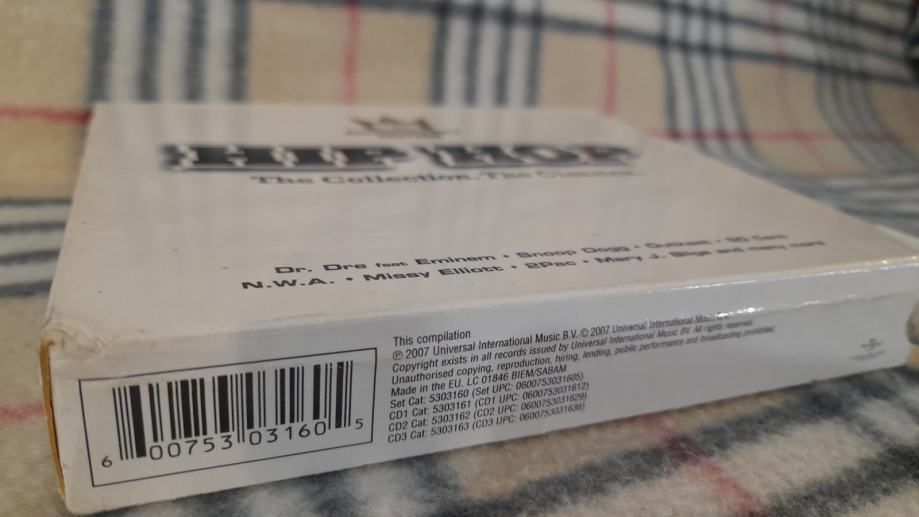 HIP HOP
The Collection. The Classics
Dr. Dre feat Eminem • Snoop Dogg • Outkast • 50 Cent
N.W.A. • Missy Elliott • 2Pac • Mary J. Blige and many more
This compilation
℗ 2007 Universal International Music B.V. © 2007 Universal International Music B.V.
Copyright exists in all records issued by Universal International Music B.V. All rights reserved.
Unauthorised copying, reproduction, hiring, lending, public performance and broadcasting prohibited.
Made in the EU. LC 01846 BIEM/SABAM
Set Cat: 5303160 (Set UPC: 0600753031605)
CD1 Cat: 5303161 (CD1 UPC: 0600753031612)
CD2 Cat: 5303162 (CD2 UPC: 0600753031629)
CD3 Cat: 5303163 (CD3 UPC: 0600753031636)
6 00753 03160 5